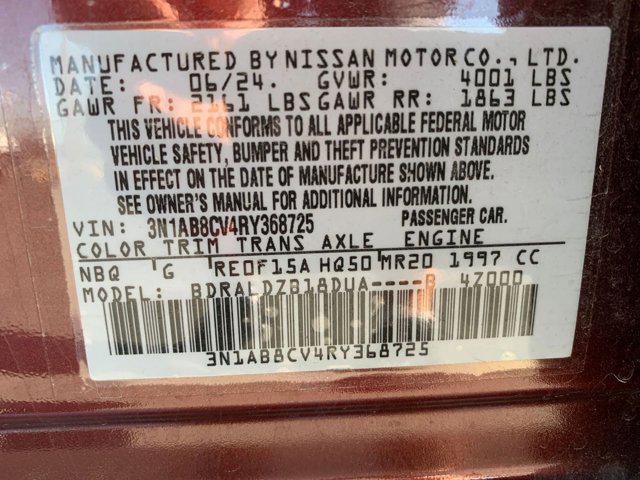 MANUFACTURED BY NISSAN MOTOR CO., LTD.
DATE: 06/24. GVWR: 4001 LBS
GAWR FR: 2161 LBS GAWR RR: 1863 LBS
THIS VEHICLE CONFORMS TO ALL APPLICABLE FEDERAL MOTOR
VEHICLE SAFETY, BUMPER AND THEFT PREVENTION STANDARDS
IN EFFECT ON THE DATE OF MANUFACTURE SHOWN ABOVE.
SEE OWNER'S MANUAL FOR ADDITIONAL INFORMATION.
VIN: 3N1AB8CV4RY368725 PASSENGER CAR.
COLOR TRIM TRANS AXLE ENGINE
NBQ G RE0F15A HQ50 MR20 1997 CC
MODEL: BDRALDZB18DUA----B 4Z000
3N1AB8CV4RY368725